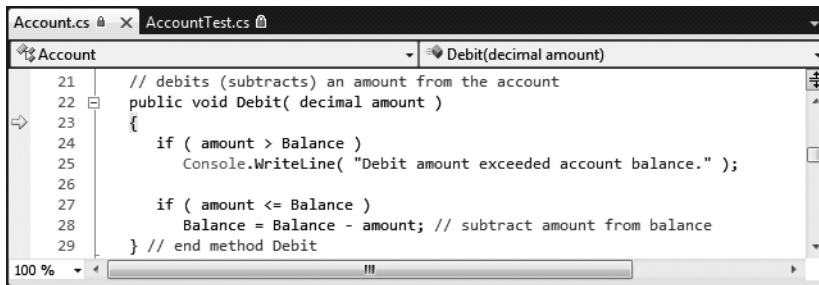 Account.cs AccountTest.cs
Account Debit(decimal amount)
21 // debits (subtracts) an amount from the account
22 public void Debit( decimal amount )
23 {
24 if ( amount > Balance )
25 Console.WriteLine( "Debit amount exceeded account balance." );
26
27 if ( amount <= Balance )
28 Balance = Balance - amount; // subtract amount from balance
29 } // end method Debit
100 %